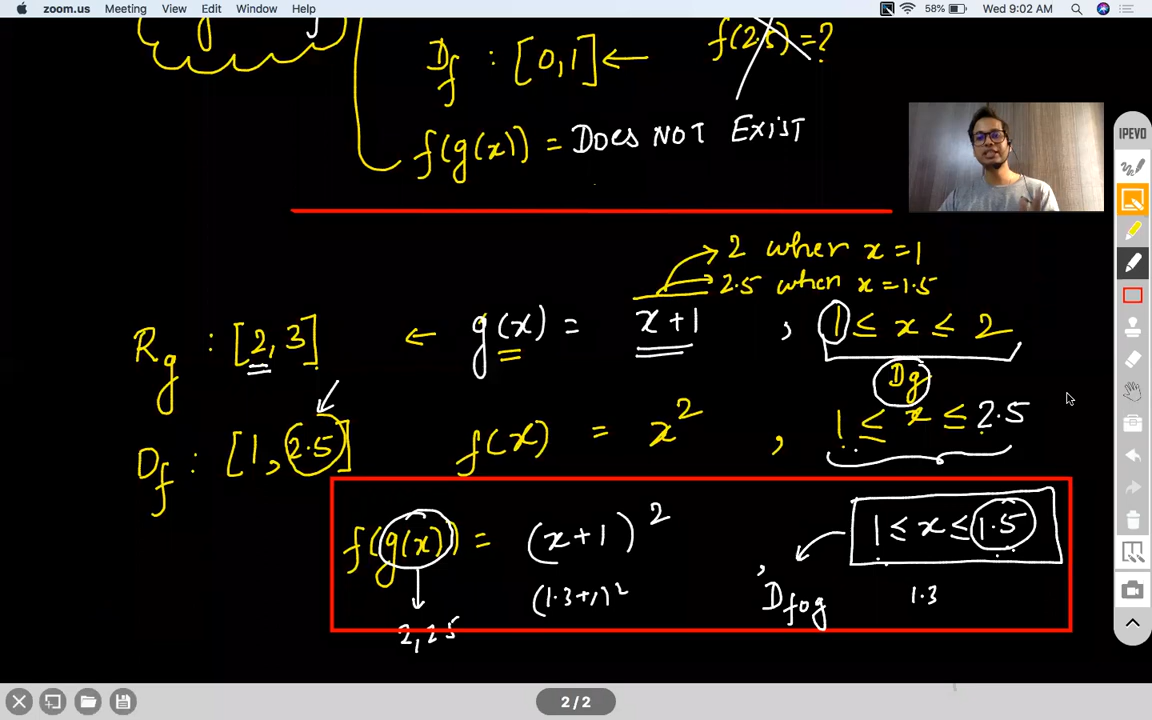 zoom.us Meeting View Edit Window Help 58% Wed 9:02 AM
f(2.5) = ?
Df : [0,1] ←
f(g(x)) = DOES NOT EXIST
IPEVO
2 when x = 1
2.5 when x = 1.5
Rg : [2, 3] ← g(x) = x+1 , 1 ≤ x ≤ 2
Dg
Df : [1, 2.5] f(x) = x² , 1 ≤ x ≤ 2.5
f(g(x)) = (x+1)² , 1 ≤ x ≤ 1.5
(1.3+1)² Dfog 1.3
2, 2.5
2/2